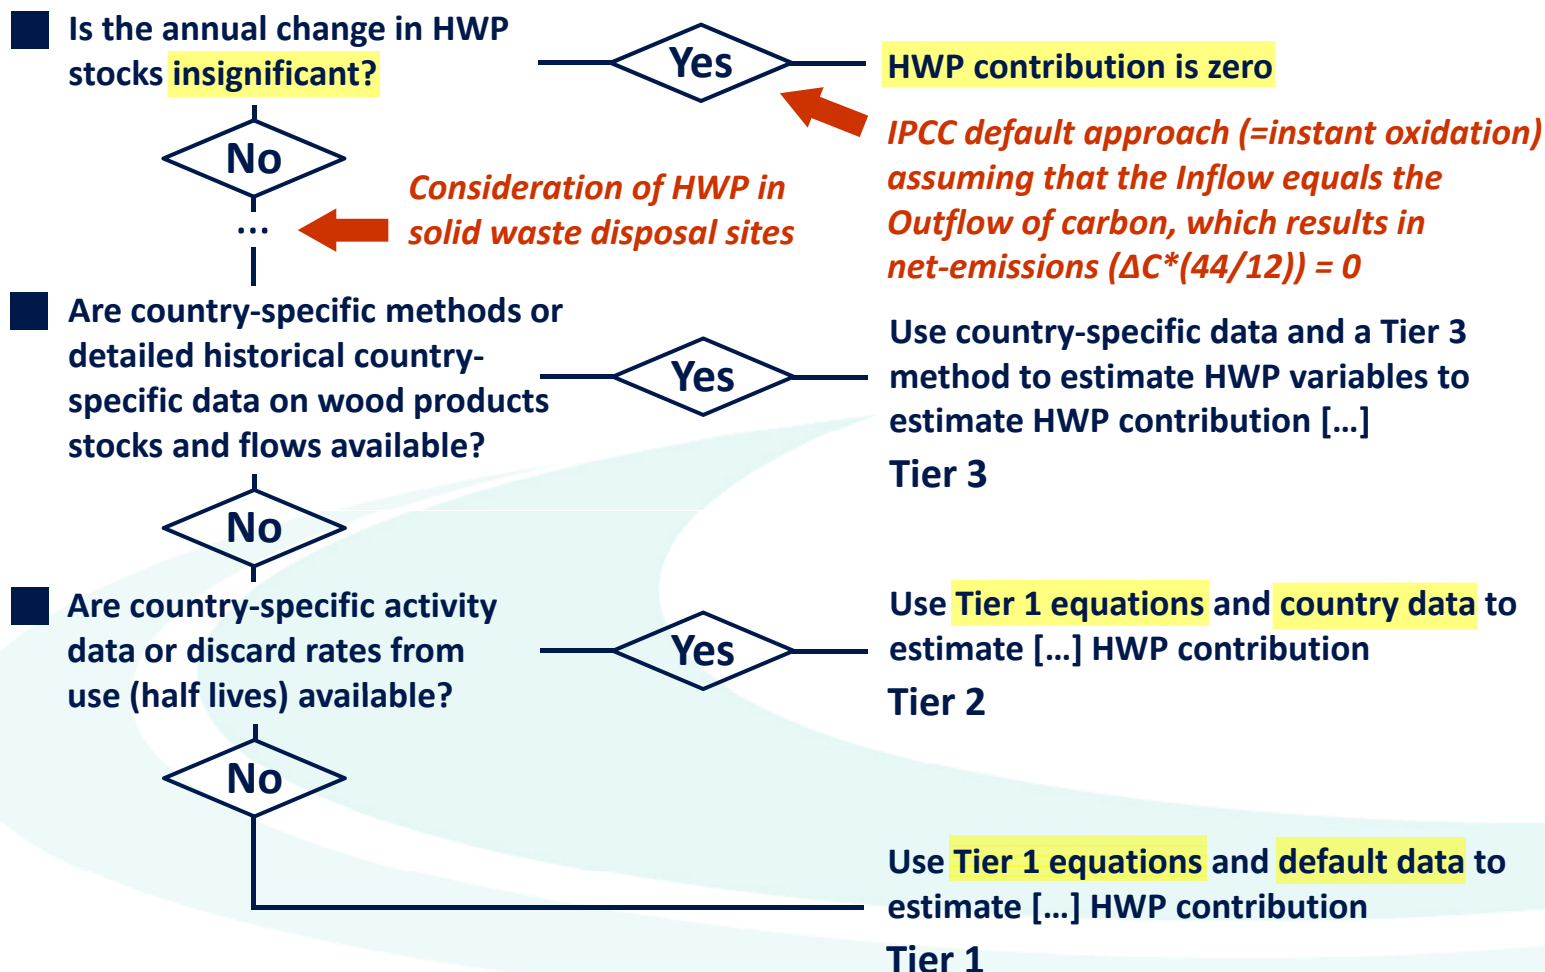 Is the annual change in HWP
stocks insignificant?
Yes
HWP contribution is zero
IPCC default approach (=instant oxidation)
assuming that the Inflow equals the
Outflow of carbon, which results in
net-emissions (ΔC*(44/12)) = 0
No
Consideration of HWP in
solid waste disposal sites
...
Are country-specific methods or
detailed historical country-
specific data on wood products
stocks and flows available?
Yes
Use country-specific data and a Tier 3
method to estimate HWP variables to
estimate HWP contribution […]
Tier 3
No
Are country-specific activity
data or discard rates from
use (half lives) available?
Yes
Use Tier 1 equations and country data to
estimate […] HWP contribution
Tier 2
No
Use Tier 1 equations and default data to
estimate […] HWP contribution
Tier 1